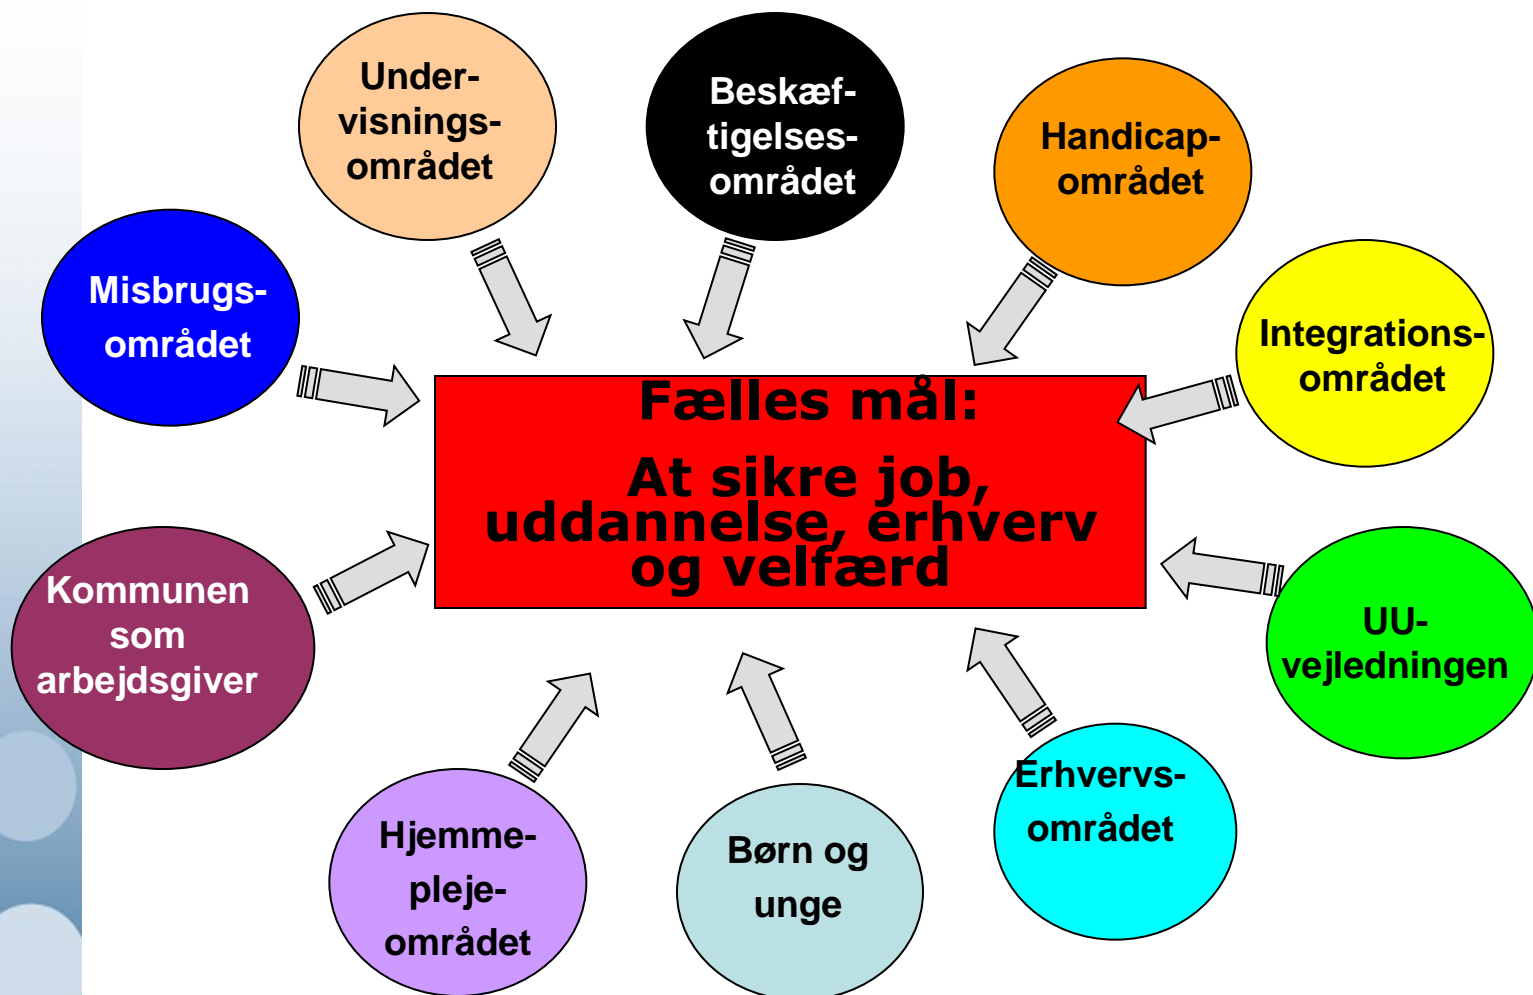 Under-
visnings-
området
Beskæf-
tigelses-
området
Handicap-
området
Misbrugs-
området
Integrations-
området
Fælles mål:
At sikre job,
uddannelse, erhverv
og velfærd
Kommunen
som
arbejdsgiver
UU-
vejledningen
Hjemme-
pleje-
området
Børn og
unge
Erhvervs-
området